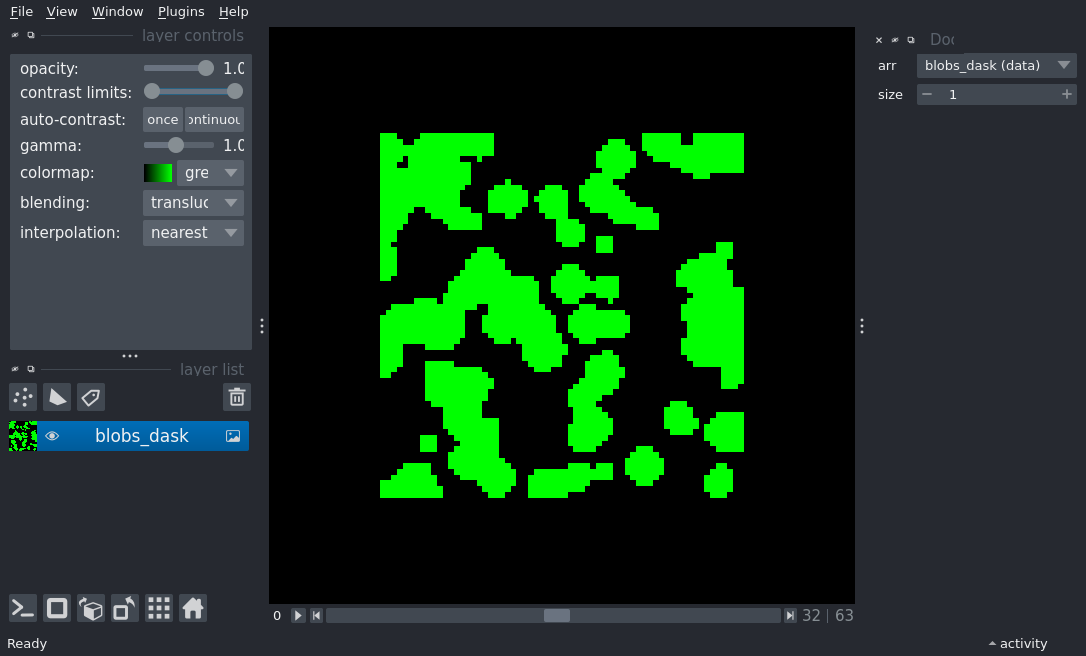 File View Window Plugins Help
layer controls
opacity: 1.0
contrast limits:
auto-contrast: once ontinuou
gamma: 1.0
colormap: gre
blending: transluc
interpolation: nearest
layer list
blobs_dask
0 32 | 63
Ready
Doc
arr blobs_dask (data)
size 1
activity